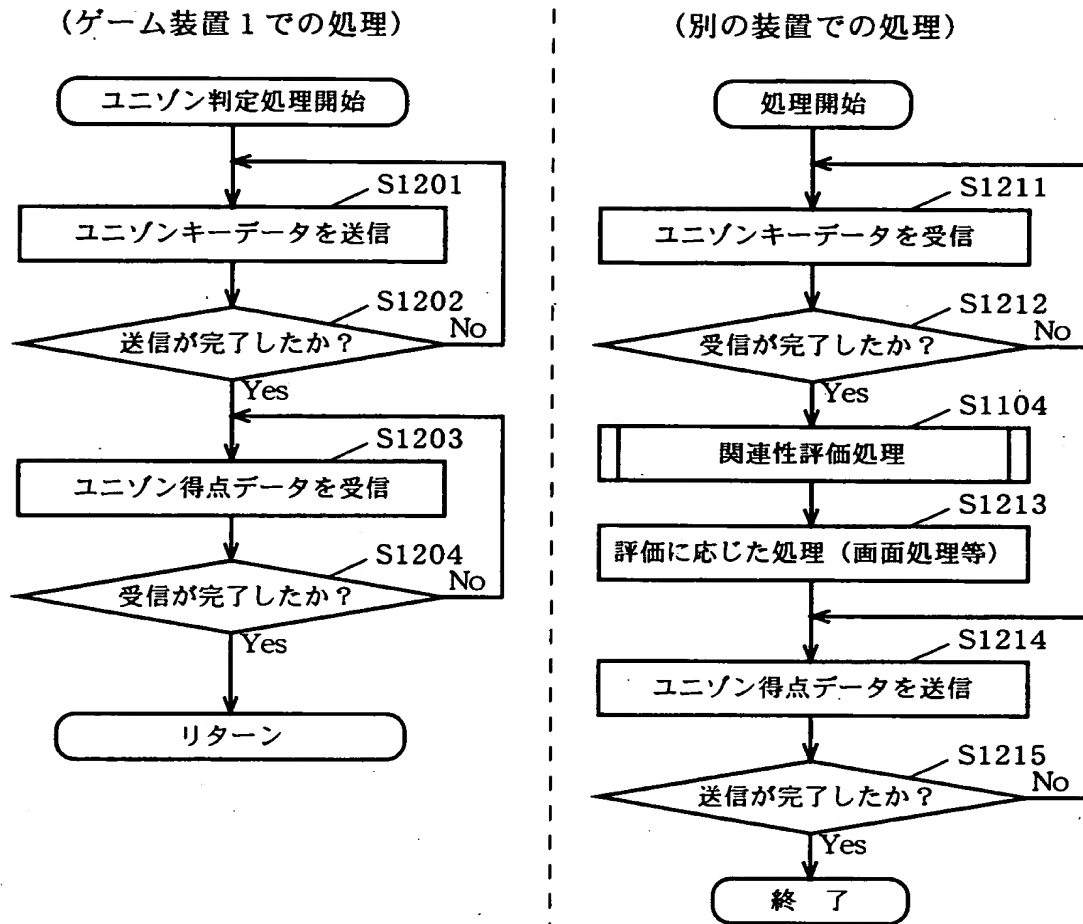 (ゲーム装置1での処理)
ユニゾン判定処理開始
S1201
ユニゾンキーデータを送信
S1202
送信が完了したか?
No
Yes
S1203
ユニゾン得点データを受信
S1204
受信が完了したか?
No
Yes
リターン
(別の装置での処理)
処理開始
S1211
ユニゾンキーデータを受信
S1212
受信が完了したか?
No
Yes
S1104
関連性評価処理
S1213
評価に応じた処理(画面処理等)
S1214
ユニゾン得点データを送信
S1215
送信が完了したか?
No
Yes
終 了